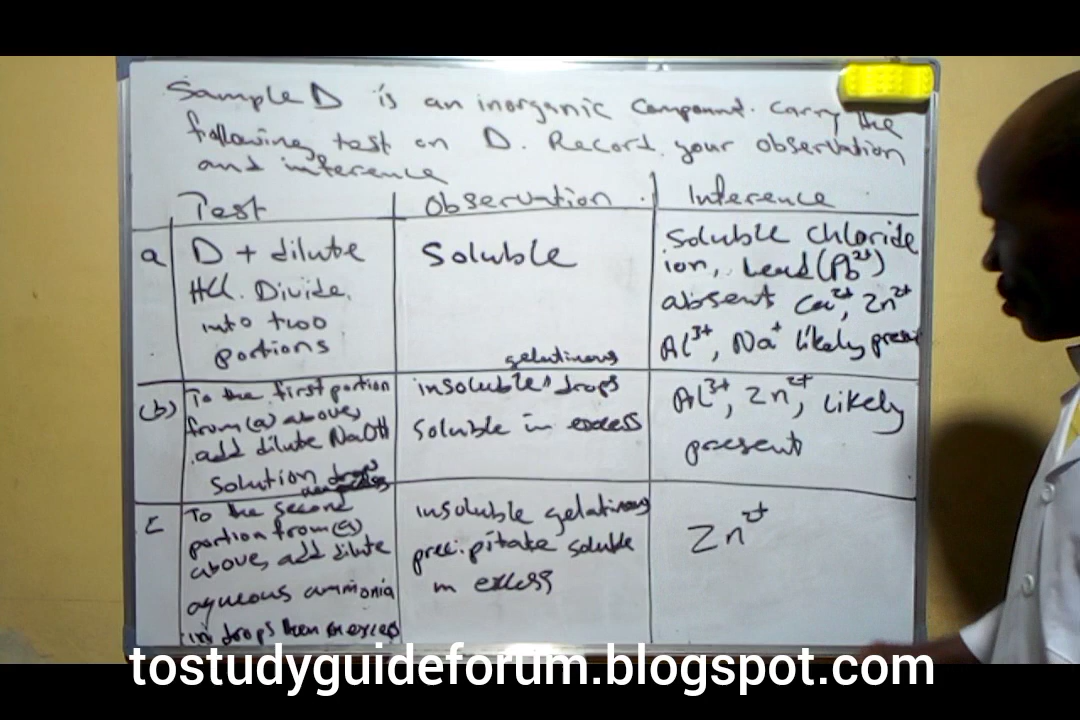 Sample D is an inorganic compound. Carry the
following test on D. Record your observation
and inference
Test
Observation
Inference
a
D + dilute
HCl. Divide
into two
portions
Soluble
Soluble chloride
ion, Lead (Pb²⁺)
absent Ca²⁺, Zn²⁺
Al³⁺, Na⁺ likely
(b)
To the first portion
from (a) above,
add dilute NaOH
solution drops
gelatinous
insoluble drops
soluble in excess
Al³⁺, Zn²⁺, likely
present
c
To the second
portion from (a)
above, add dilute
aqueous ammonia
in drops then in excess
insoluble gelatinous
precipitate soluble
in excess
Zn²⁺
tostudyguideforum.blogspot.com